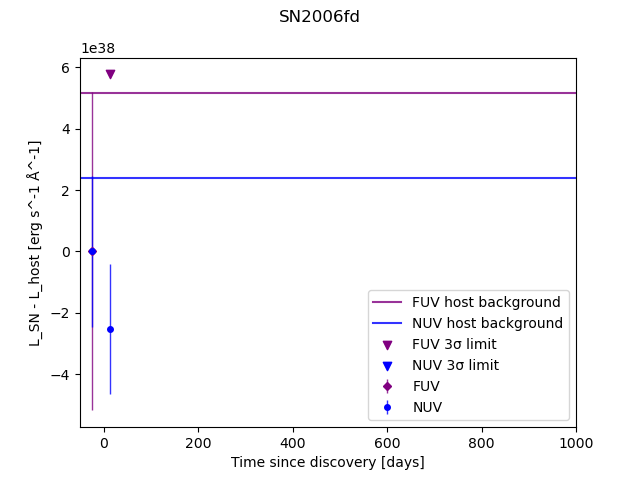 SN2006fd
1e38
6
4
2
0
−2
−4
L_SN - L_host [erg s^-1 Å^-1]
FUV host background
NUV host background
FUV 3σ limit
NUV 3σ limit
FUV
NUV
0 200 400 600 800 1000
Time since discovery [days]